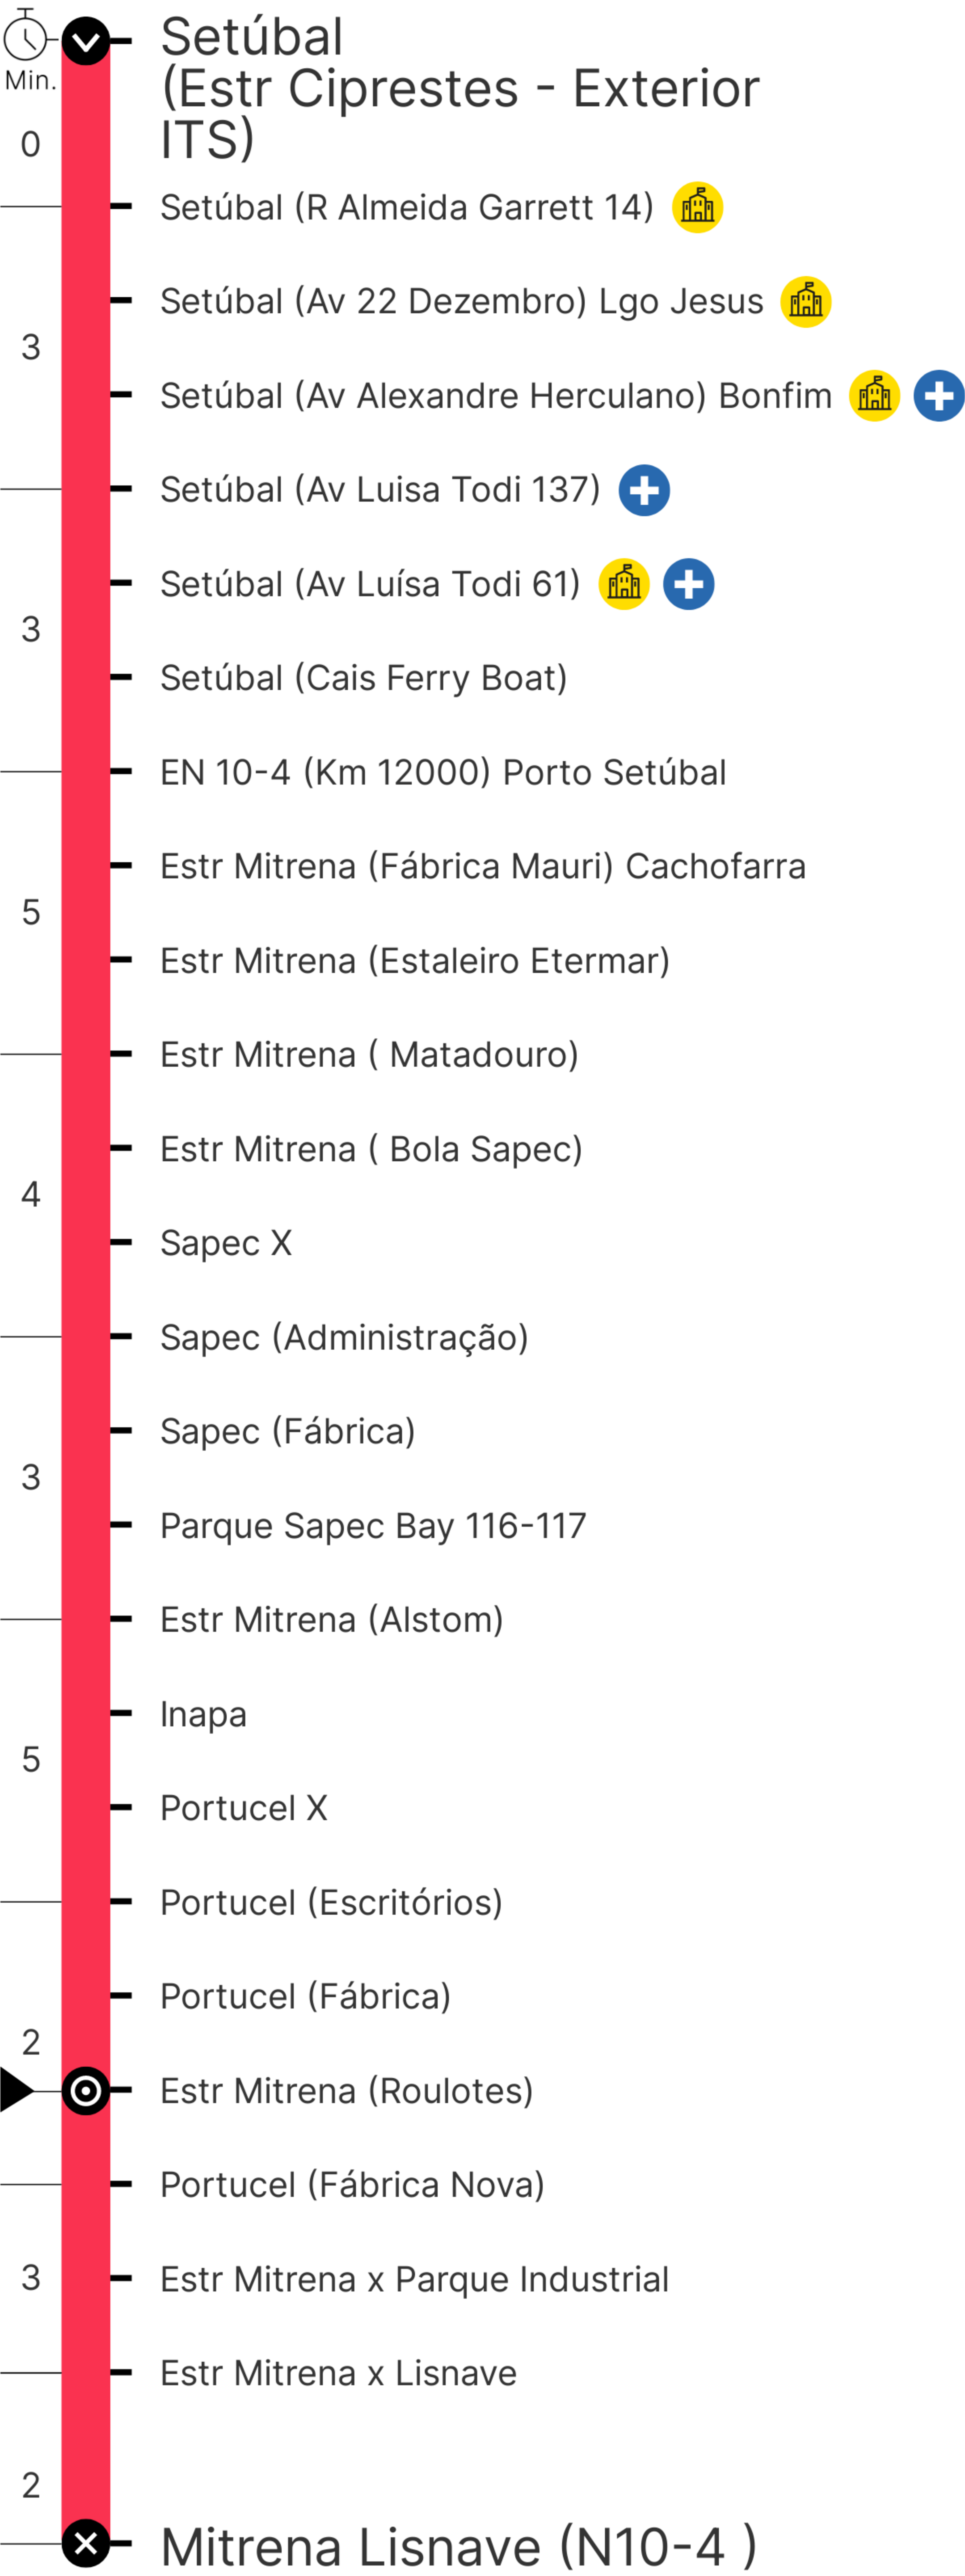 Setúbal
(Estr Ciprestes - Exterior
ITS)
Min.
0
Setúbal (R Almeida Garrett 14)
Setúbal (Av 22 Dezembro) Lgo Jesus
3
Setúbal (Av Alexandre Herculano) Bonfim
Setúbal (Av Luisa Todi 137)
Setúbal (Av Luísa Todi 61)
3
Setúbal (Cais Ferry Boat)
EN 10-4 (Km 12000) Porto Setúbal
Estr Mitrena (Fábrica Mauri) Cachofarra
5
Estr Mitrena (Estaleiro Etermar)
Estr Mitrena ( Matadouro)
Estr Mitrena ( Bola Sapec)
4
Sapec X
Sapec (Administração)
Sapec (Fábrica)
3
Parque Sapec Bay 116-117
Estr Mitrena (Alstom)
Inapa
5
Portucel X
Portucel (Escritórios)
Portucel (Fábrica)
2
Estr Mitrena (Roulotes)
Portucel (Fábrica Nova)
3
Estr Mitrena x Parque Industrial
Estr Mitrena x Lisnave
2
Mitrena Lisnave (N10-4 )